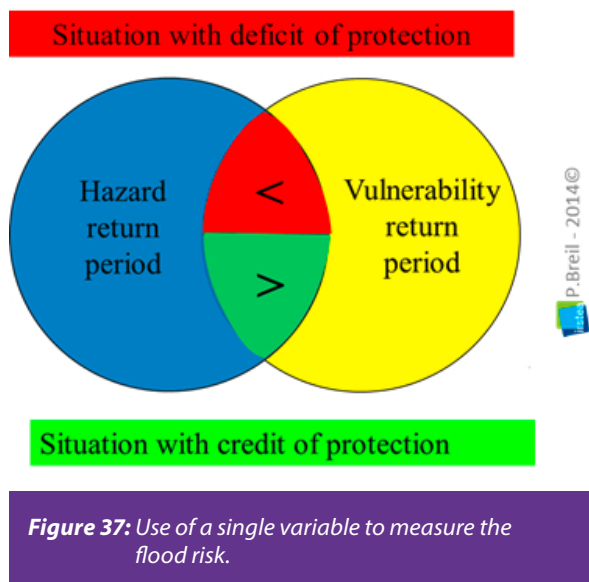 Situation with deficit of protection
Hazard
return
period
<
>
Vulnerability
return
period
irstea
P.Breil - 2014©
Situation with credit of protection
Figure 37: Use of a single variable to measure the
flood risk.